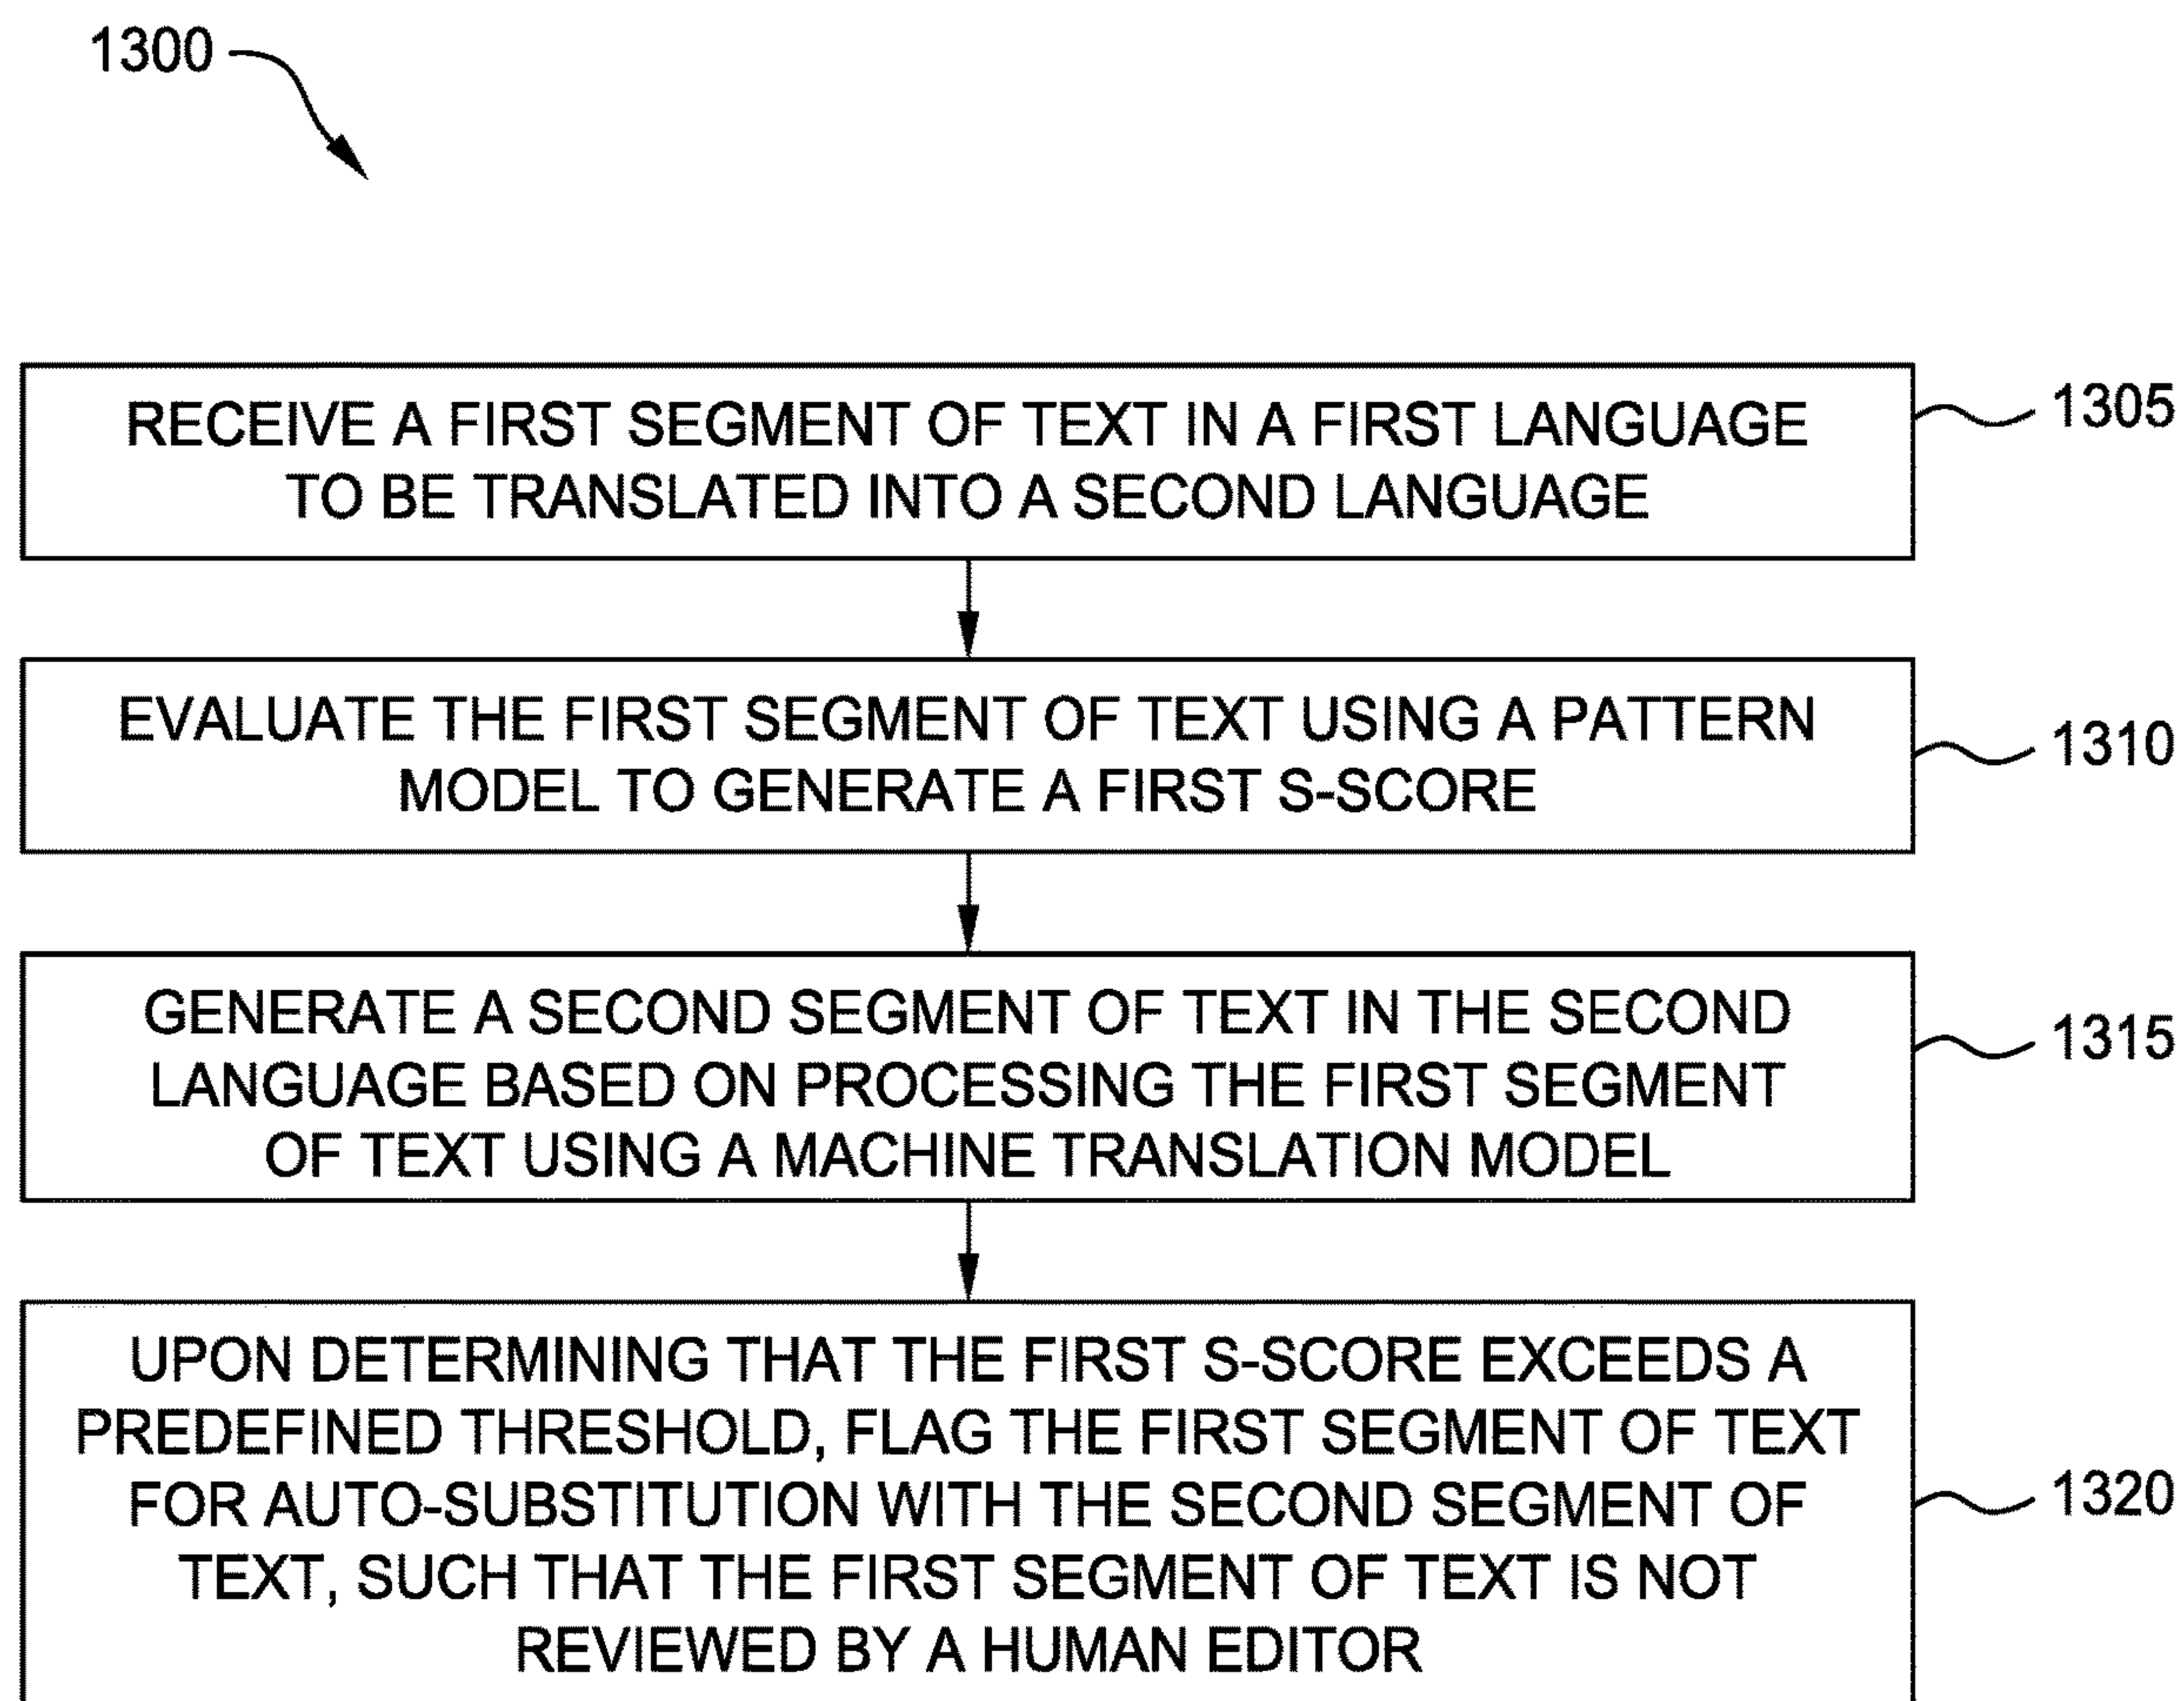 1300
RECEIVE A FIRST SEGMENT OF TEXT IN A FIRST LANGUAGE
TO BE TRANSLATED INTO A SECOND LANGUAGE
1305
EVALUATE THE FIRST SEGMENT OF TEXT USING A PATTERN
MODEL TO GENERATE A FIRST S-SCORE
1310
GENERATE A SECOND SEGMENT OF TEXT IN THE SECOND
LANGUAGE BASED ON PROCESSING THE FIRST SEGMENT
OF TEXT USING A MACHINE TRANSLATION MODEL
1315
UPON DETERMINING THAT THE FIRST S-SCORE EXCEEDS A
PREDEFINED THRESHOLD, FLAG THE FIRST SEGMENT OF TEXT
FOR AUTO-SUBSTITUTION WITH THE SECOND SEGMENT OF
TEXT, SUCH THAT THE FIRST SEGMENT OF TEXT IS NOT
REVIEWED BY A HUMAN EDITOR
1320